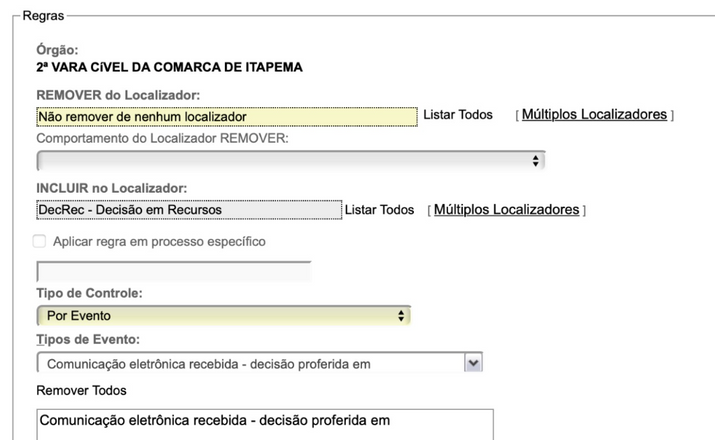 Regras
Órgão:
2ª VARA CíVEL DA COMARCA DE ITAPEMA
REMOVER do Localizador:
Não remover de nenhum localizador Listar Todos [ Múltiplos Localizadores ]
Comportamento do Localizador REMOVER:
INCLUIR no Localizador:
DecRec - Decisão em Recursos Listar Todos [ Múltiplos Localizadores ]
Aplicar regra em processo específico
Tipo de Controle:
Por Evento
Tipos de Evento:
Comunicação eletrônica recebida - decisão proferida em
Remover Todos
Comunicação eletrônica recebida - decisão proferida em